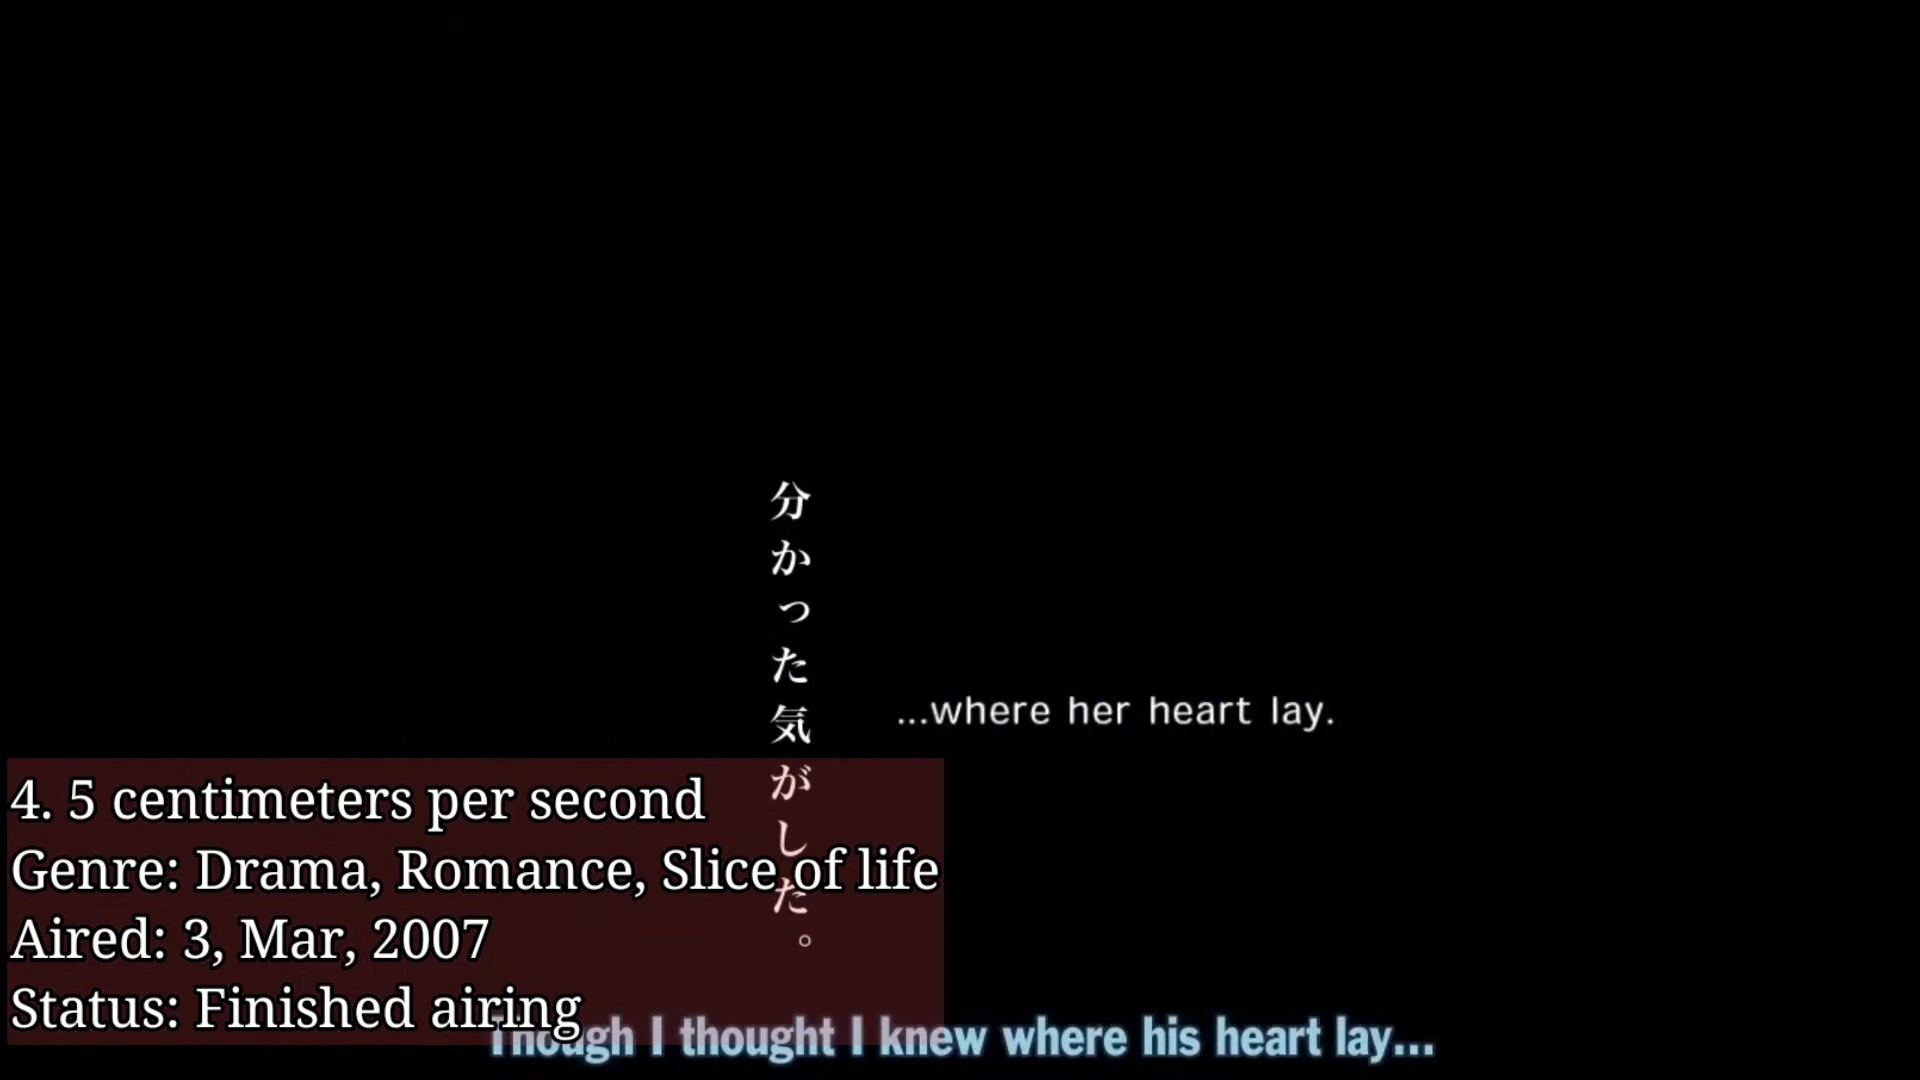 分かった気がした。
...where her heart lay.
4. 5 centimeters per second
Genre: Drama, Romance, Slice of life
Aired: 3, Mar, 2007
Status: Finished airing
Though I thought I knew where his heart lay...